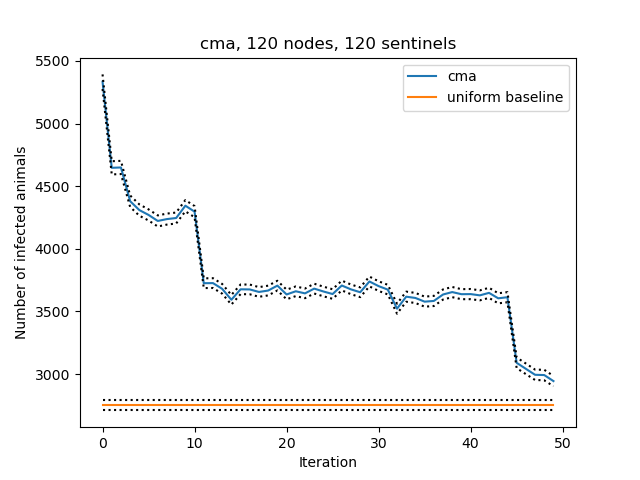 cma, 120 nodes, 120 sentinels
cma
uniform baseline
Number of infected animals
5500
5000
4500
4000
3500
3000
0 10 20 30 40 50
Iteration